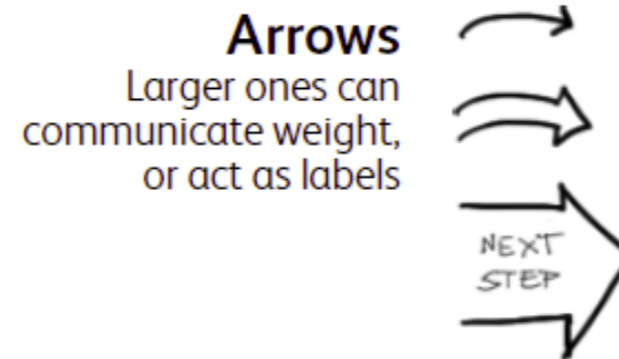 Arrows
Larger ones can
communicate weight,
or act as labels
NEXT
STEP